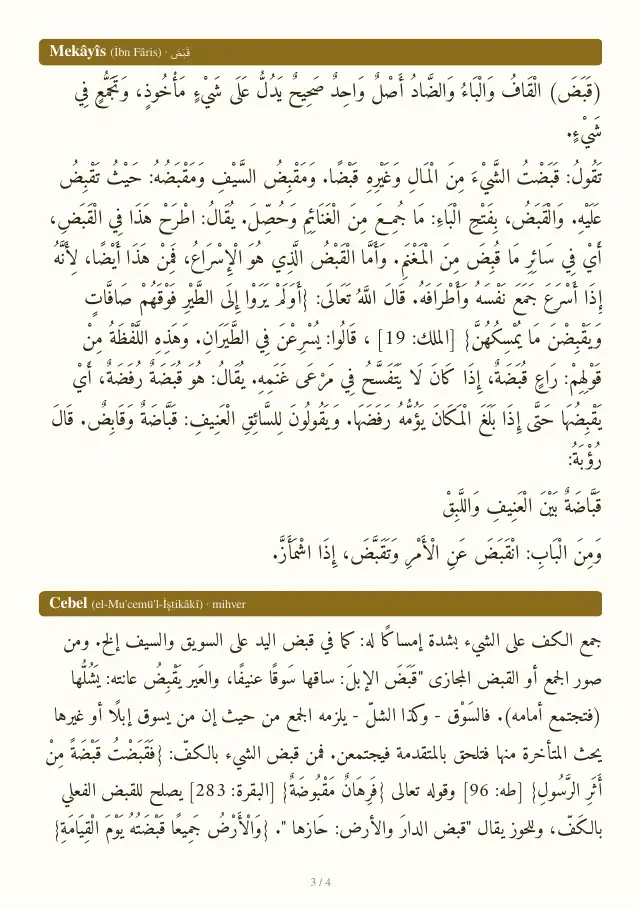 Mekâyîs (İbn Fâris) · قَبَضَ
(قَبَضَ) الْقَافُ وَالْبَاءُ وَالضَّادُ أَصْلٌ وَاحِدٌ صَحِيحٌ يَدُلُّ عَلَى شَيْءٍ مَأْخُوذٍ، وَتَجَمُّعٍ فِي
شَيْءٍ.
تَقُولُ: قَبَضْتُ الشَّيْءَ مِنَ الْمَالِ وَغَيْرِهِ قَبْضًا. وَمَقْبِضُ السَّيْفِ وَمَقْبَضُهُ: حَيْثُ تَقْبِضُ
عَلَيْهِ. وَالْقَبَضُ، بِفَتْحِ الْبَاءِ: مَا جُمِعَ مِنَ الْغَنَائِمِ وَحُصِّلَ. يُقَالُ: اطْرَحْ هَذَا فِي الْقَبَضِ،
أَيْ فِي سَائِرِ مَا قُبِضَ مِنَ الْمَغْنَمِ. وَأَمَّا الْقَبْضُ الَّذِي هُوَ الْإِسْرَاعُ، فَمِنْ هَذَا أَيْضًا، لِأَنَّهُ
إِذَا أَسْرَعَ جَمَعَ نَفْسَهُ وَأَطْرَافَهُ. قَالَ اللَّهُ تَعَالَى: {أَوَلَمْ يَرَوْا إِلَى الطَّيْرِ فَوْقَهُمْ صَافَّاتٍ
وَيَقْبِضْنَ مَا يُمْسِكُهُنَّ} [الملك: 19] ، قَالُوا: يُسْرِعْنَ فِي الطَّيَرَانِ. وَهَذِهِ اللَّفْظَةُ مِنْ
قَوْلِهِمْ: رَاعٍ قُبَضَةٌ، إِذَا كَانَ لَا يَتَفَسَّحُ فِي مَرْعَى غَنَمِهِ. يُقَالُ: هُوَ قُبَضَةٌ رُفَضَةٌ، أَيْ
يَقْبِضُهَا حَتَّى إِذَا بَلَغَ الْمَكَانَ يَؤُمُّهُ رَفَضَهَا. وَيَقُولُونَ لِلسَّائِقِ الْعَنِيفِ: قَبَّاضَةٌ وَقَابِضٌ. قَالَ
رُؤْبَةُ:
قَبَّاضَةٌ بَيْنَ الْعَنِيفِ وَاللَّبِقْ
وَمِنَ الْبَابِ: انْقَبَضَ عَنِ الْأَمْرِ وَتَقَبَّضَ، إِذَا اشْمَأَزَّ.
Cebel (el-Mu'cemü'l-İştikâkî) · mihver
جمع الكف على الشيء بشدة إمساكًا له: كما في قبض اليد على السويق والسيف إلخ. ومن
صور الجمع أو القبض المجازى "قَبَضَ الإبلَ: ساقها سَوقًا عنيفًا، والعَير يَقْبِضُ عانته: يَشُلُّها
(فتجتمع أمامه). فالسَوْق - وكذا الشلّ - يلزمه الجمع من حيث إن من يسوق إبلًا أو غيرها
يحث المتأخرة منها فتلحق بالمتقدمة فيجتمعن. فمن قبض الشيء بالكفّ: {فَقَبَضْتُ قَبْضَةً مِنْ
أَثَرِ الرَّسُولِ} [طه: 96] وقوله تعالى {فَرِهَانٌ مَقْبُوضَةٌ} [البقرة: 283] يصلح للقبض الفعلي
بالكَفّ، وللحوز يقال "قبض الدارَ والأرض: حَازها ". {وَالْأَرْضُ جَمِيعًا قَبْضَتُهُ يَوْمَ الْقِيَامَةِ}
3 / 4